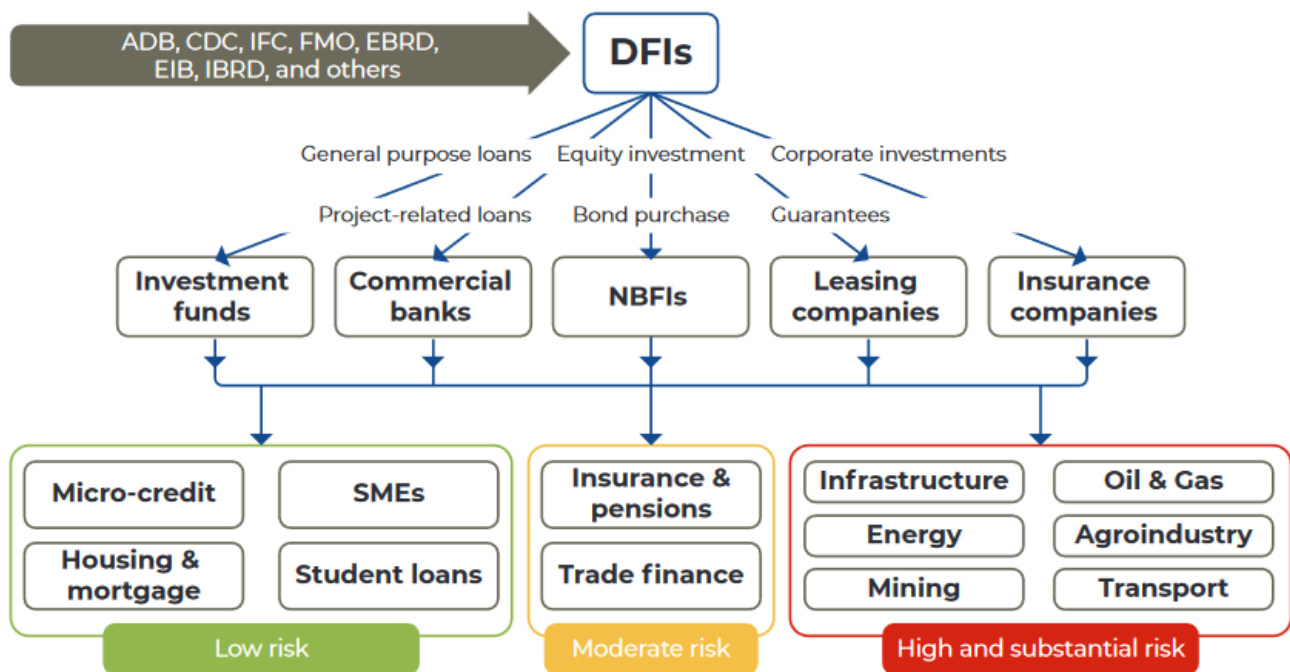 ADB, CDC, IFC, FMO, EBRD,
EIB, IBRD, and others
DFIs
General purpose loans
Equity investment
Corporate investments
Project-related loans
Bond purchase
Guarantees
Investment
funds
Commercial
banks
NBFIs
Leasing
companies
Insurance
companies
Micro-credit
SMEs
Housing &
mortgage
Student loans
Low risk
Insurance &
pensions
Trade finance
Moderate risk
Infrastructure
Oil & Gas
Energy
Agroindustry
Mining
Transport
High and substantial risk